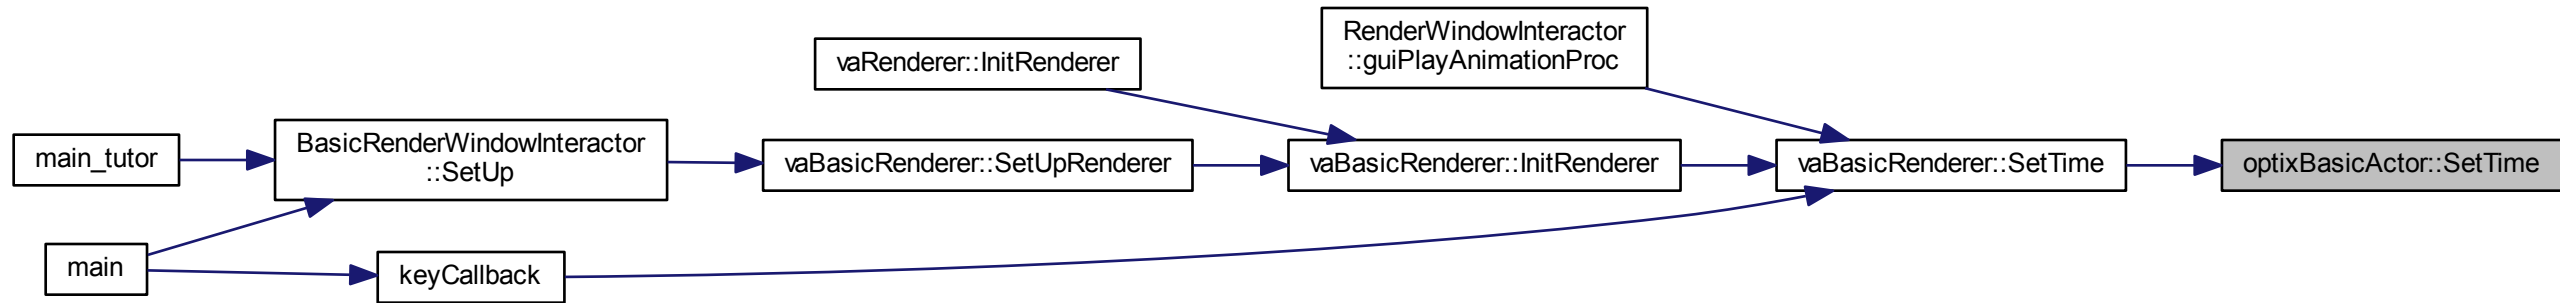 RenderWindowInteractor
::guiPlayAnimationProc
vaRenderer::InitRenderer
main_tutor
BasicRenderWindowInteractor
::SetUp
vaBasicRenderer::SetUpRenderer
vaBasicRenderer::InitRenderer
vaBasicRenderer::SetTime
optixBasicActor::SetTime
main
keyCallback